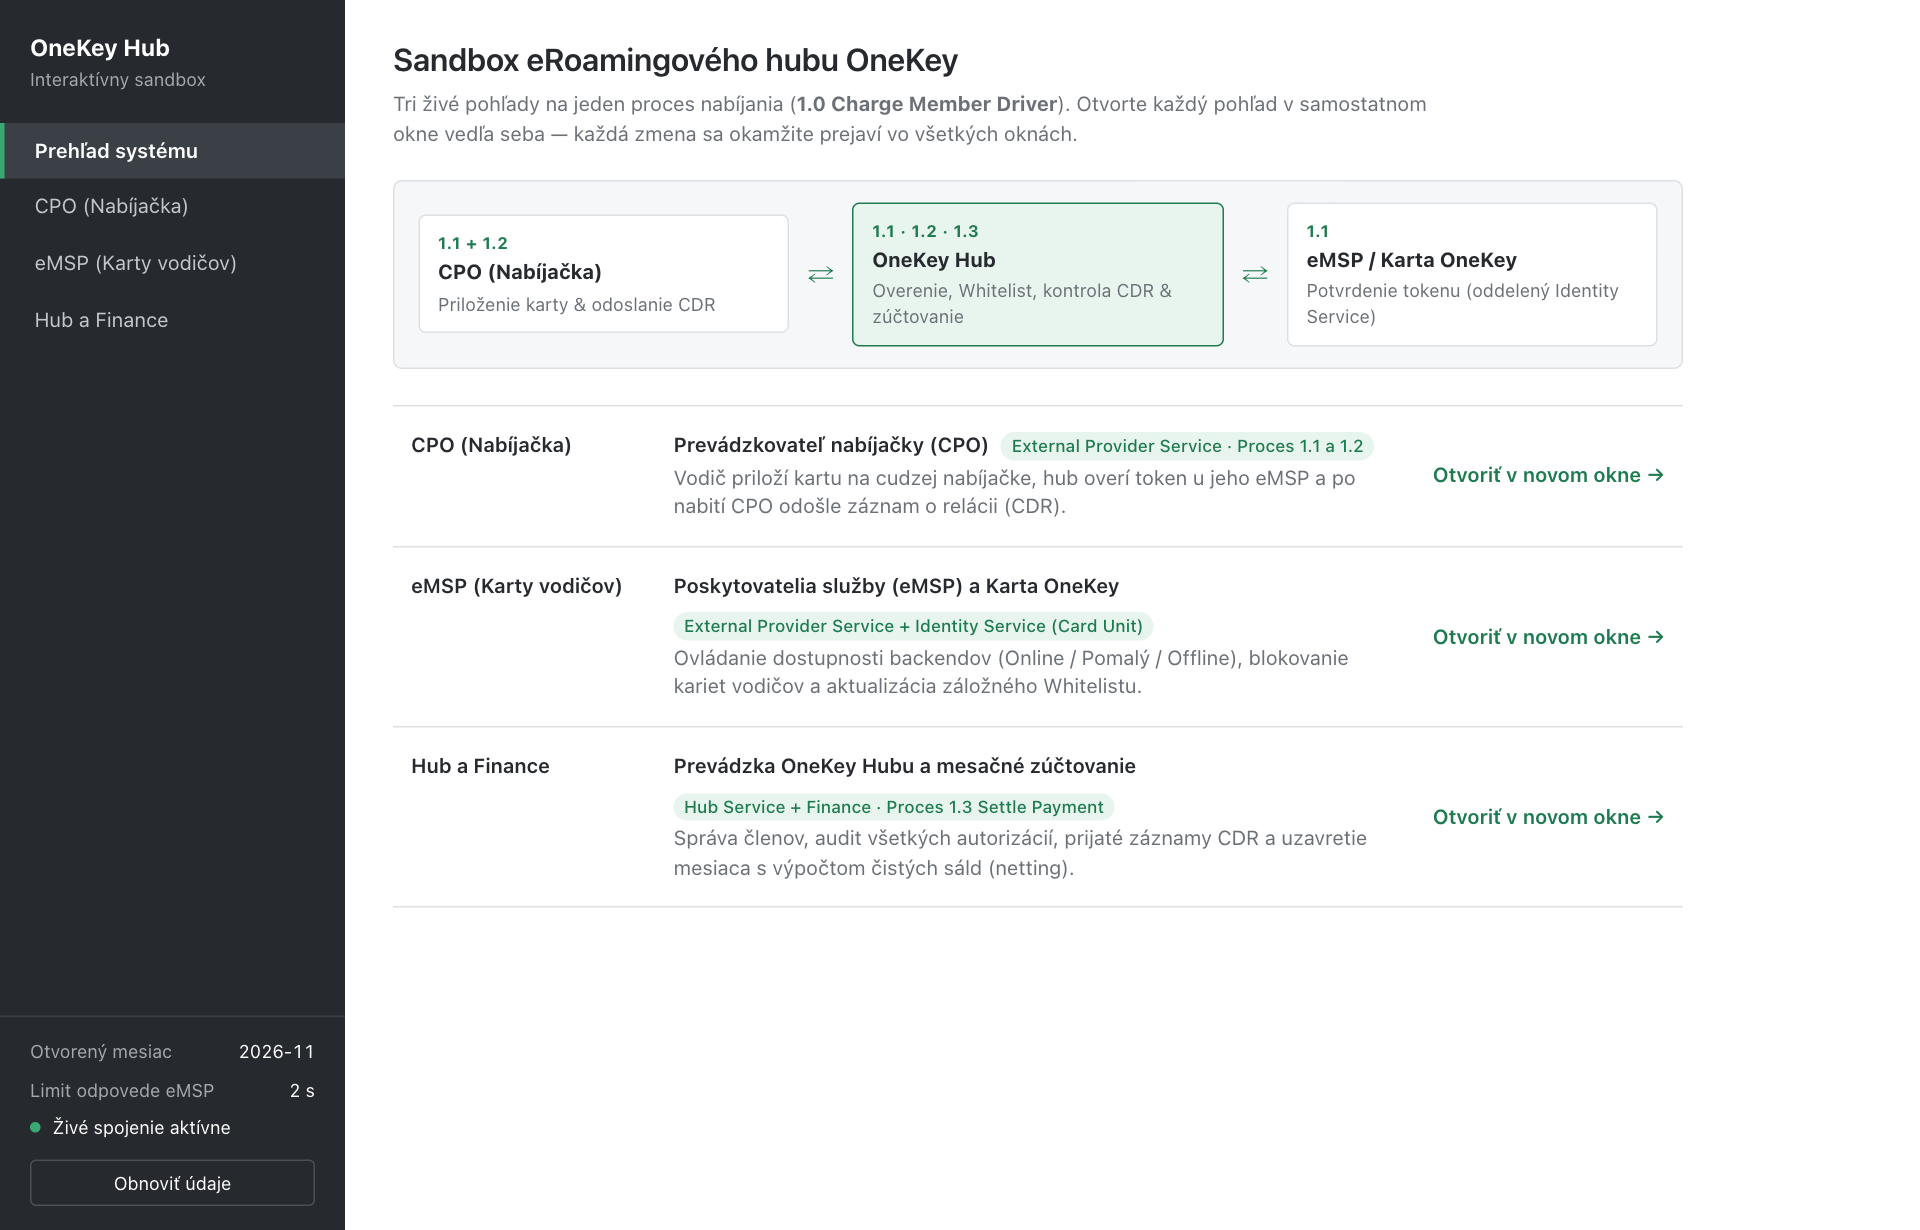 OneKey Hub
Interaktívny sandbox
Prehľad systému
CPO (Nabíjačka)
eMSP (Karty vodičov)
Hub a Finance
Otvorený mesiac 2026-11
Limit odpovede eMSP 2 s
Živé spojenie aktívne
Obnoviť údaje
Sandbox eRoamingového hubu OneKey
Tri živé pohľady na jeden proces nabíjania (1.0 Charge Member Driver). Otvorte každý pohľad v samostatnom
okne vedľa seba — každá zmena sa okamžite prejaví vo všetkých oknách.
1.1 + 1.2
CPO (Nabíjačka)
Priloženie karty & odoslanie CDR
⇄
1.1 · 1.2 · 1.3
OneKey Hub
Overenie, Whitelist, kontrola CDR &
zúčtovanie
⇄
1.1
eMSP / Karta OneKey
Potvrdenie tokenu (oddelený Identity
Service)
CPO (Nabíjačka)
Prevádzkovateľ nabíjačky (CPO) External Provider Service · Proces 1.1 a 1.2
Vodič priloží kartu na cudzej nabíjačke, hub overí token u jeho eMSP a po
nabití CPO odošle záznam o relácii (CDR).
Otvoriť v novom okne →
eMSP (Karty vodičov)
Poskytovatelia služby (eMSP) a Karta OneKey
External Provider Service + Identity Service (Card Unit)
Ovládanie dostupnosti backendov (Online / Pomalý / Offline), blokovanie
kariet vodičov a aktualizácia záložného Whitelistu.
Otvoriť v novom okne →
Hub a Finance
Prevádzka OneKey Hubu a mesačné zúčtovanie
Hub Service + Finance · Proces 1.3 Settle Payment
Správa členov, audit všetkých autorizácií, prijaté záznamy CDR a uzavretie
mesiaca s výpočtom čistých sáld (netting).
Otvoriť v novom okne →